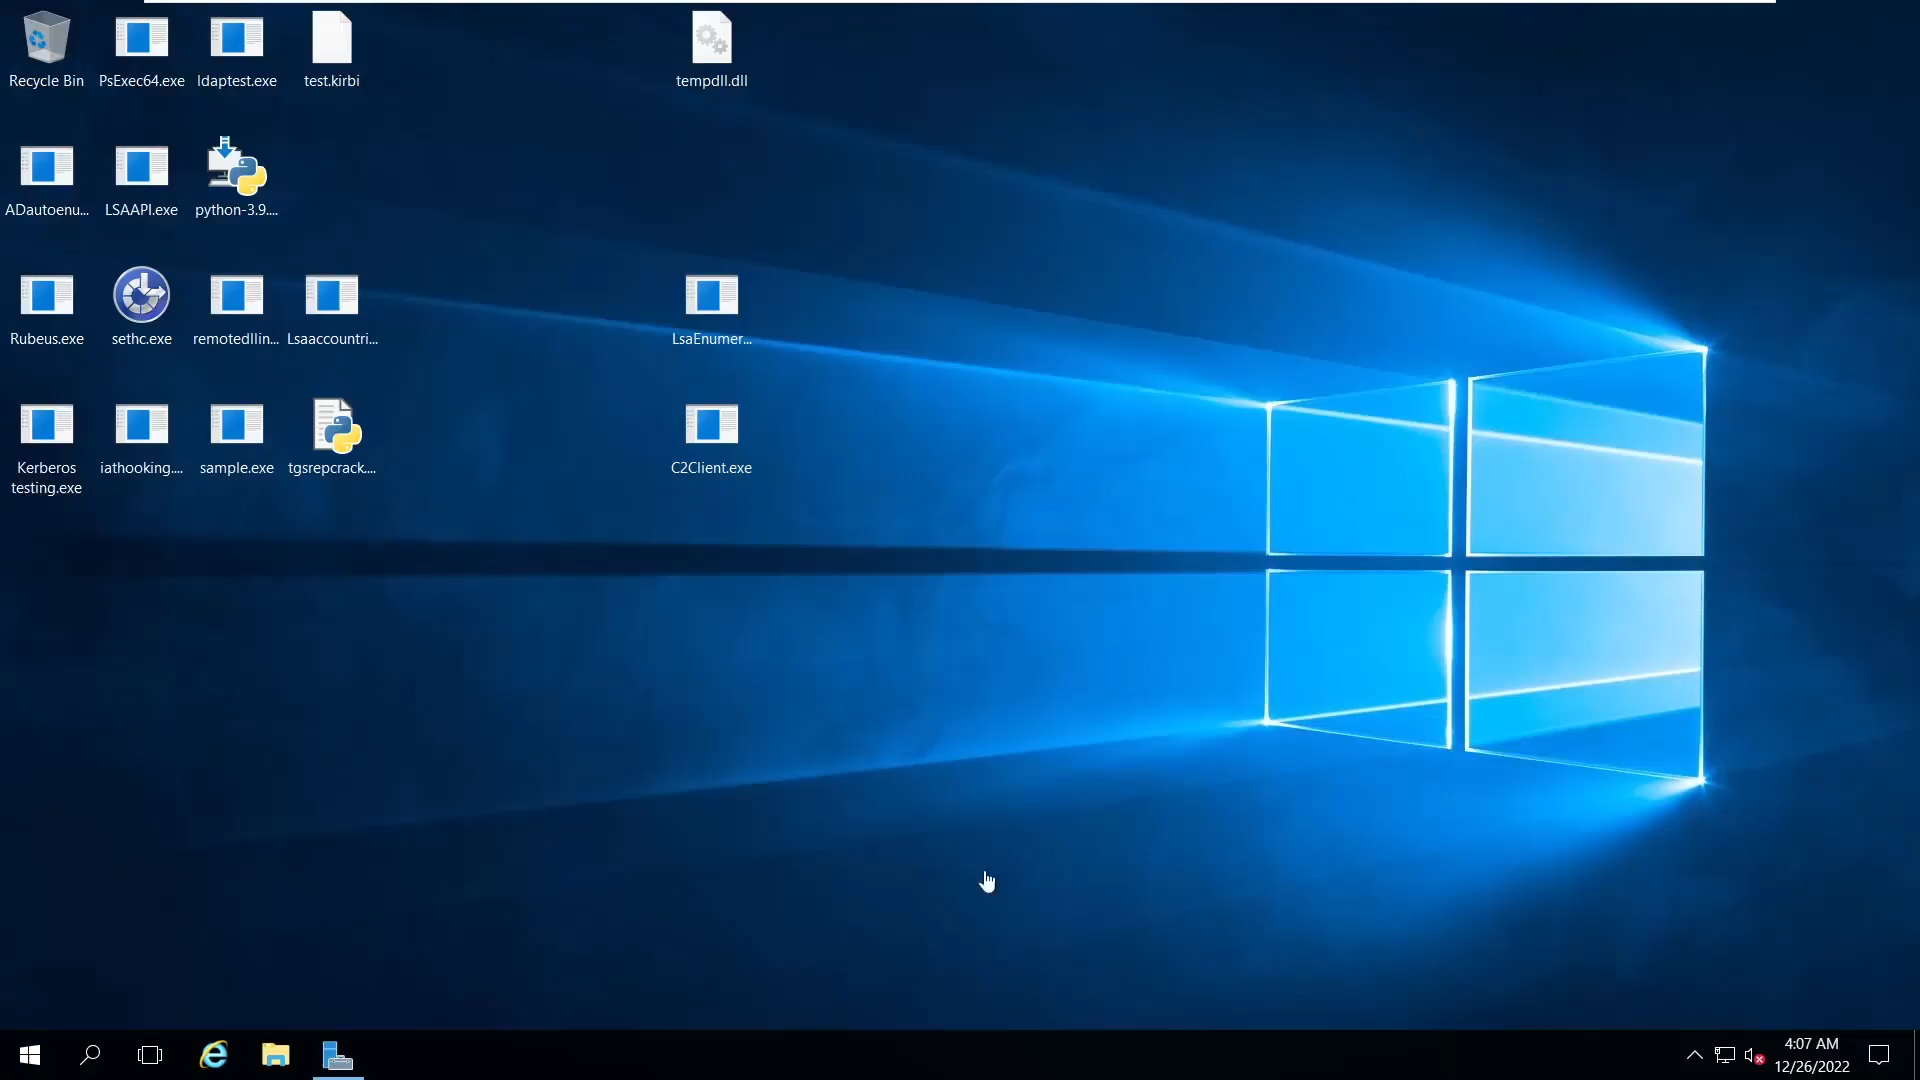 Recycle Bin
PsExec64.exe
ldaptest.exe
test.kirbi
tempdll.dll
ADautoenu...
LSAAPI.exe
python-3.9....
Rubeus.exe
sethc.exe
remotedllin...
Lsaaccountri...
LsaEnumer...
Kerberos
testing.exe
iathooking....
sample.exe
tgsrepcrack....
C2Client.exe
4:07 AM
12/26/2022